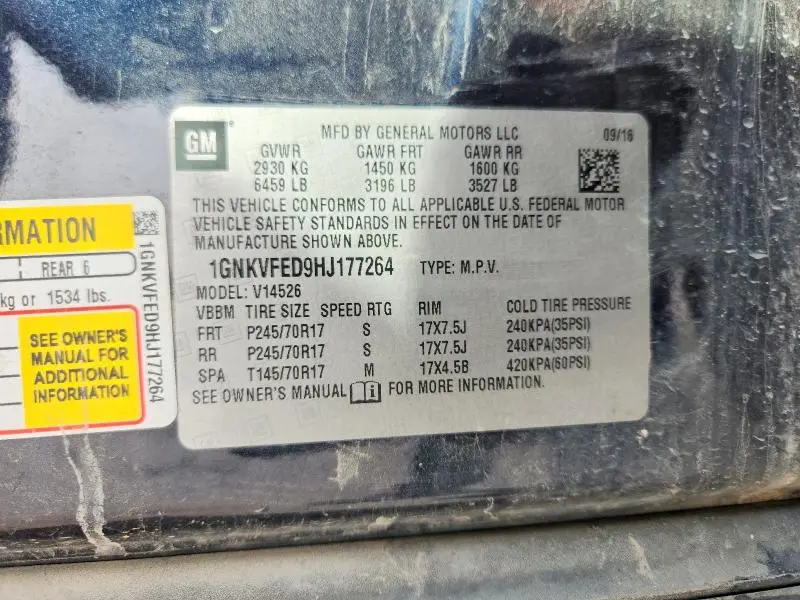 GM
MFD BY GENERAL MOTORS LLC 09/16
GVWR GAWR FRT GAWR RR
2930 KG 1450 KG 1600 KG
6459 LB 3196 LB 3527 LB
THIS VEHICLE CONFORMS TO ALL APPLICABLE U.S. FEDERAL MOTOR
VEHICLE SAFETY STANDARDS IN EFFECT ON THE DATE OF
MANUFACTURE SHOWN ABOVE.
1GNKVFED9HJ177264 TYPE: M.P.V.
MODEL: V14526
VBBM TIRE SIZE SPEED RTG RIM COLD TIRE PRESSURE
FRT P245/70R17 S 17X7.5J 240KPA(35PSI)
RR P245/70R17 S 17X7.5J 240KPA(35PSI)
SPA T145/70R17 M 17X4.5B 420KPA(60PSI)
SEE OWNER'S MANUAL FOR MORE INFORMATION.
RMATION
REAR 6
kg or 1534 lbs.
SEE OWNER'S
MANUAL FOR
ADDITIONAL
INFORMATION
1GNKVFED9HJ177264